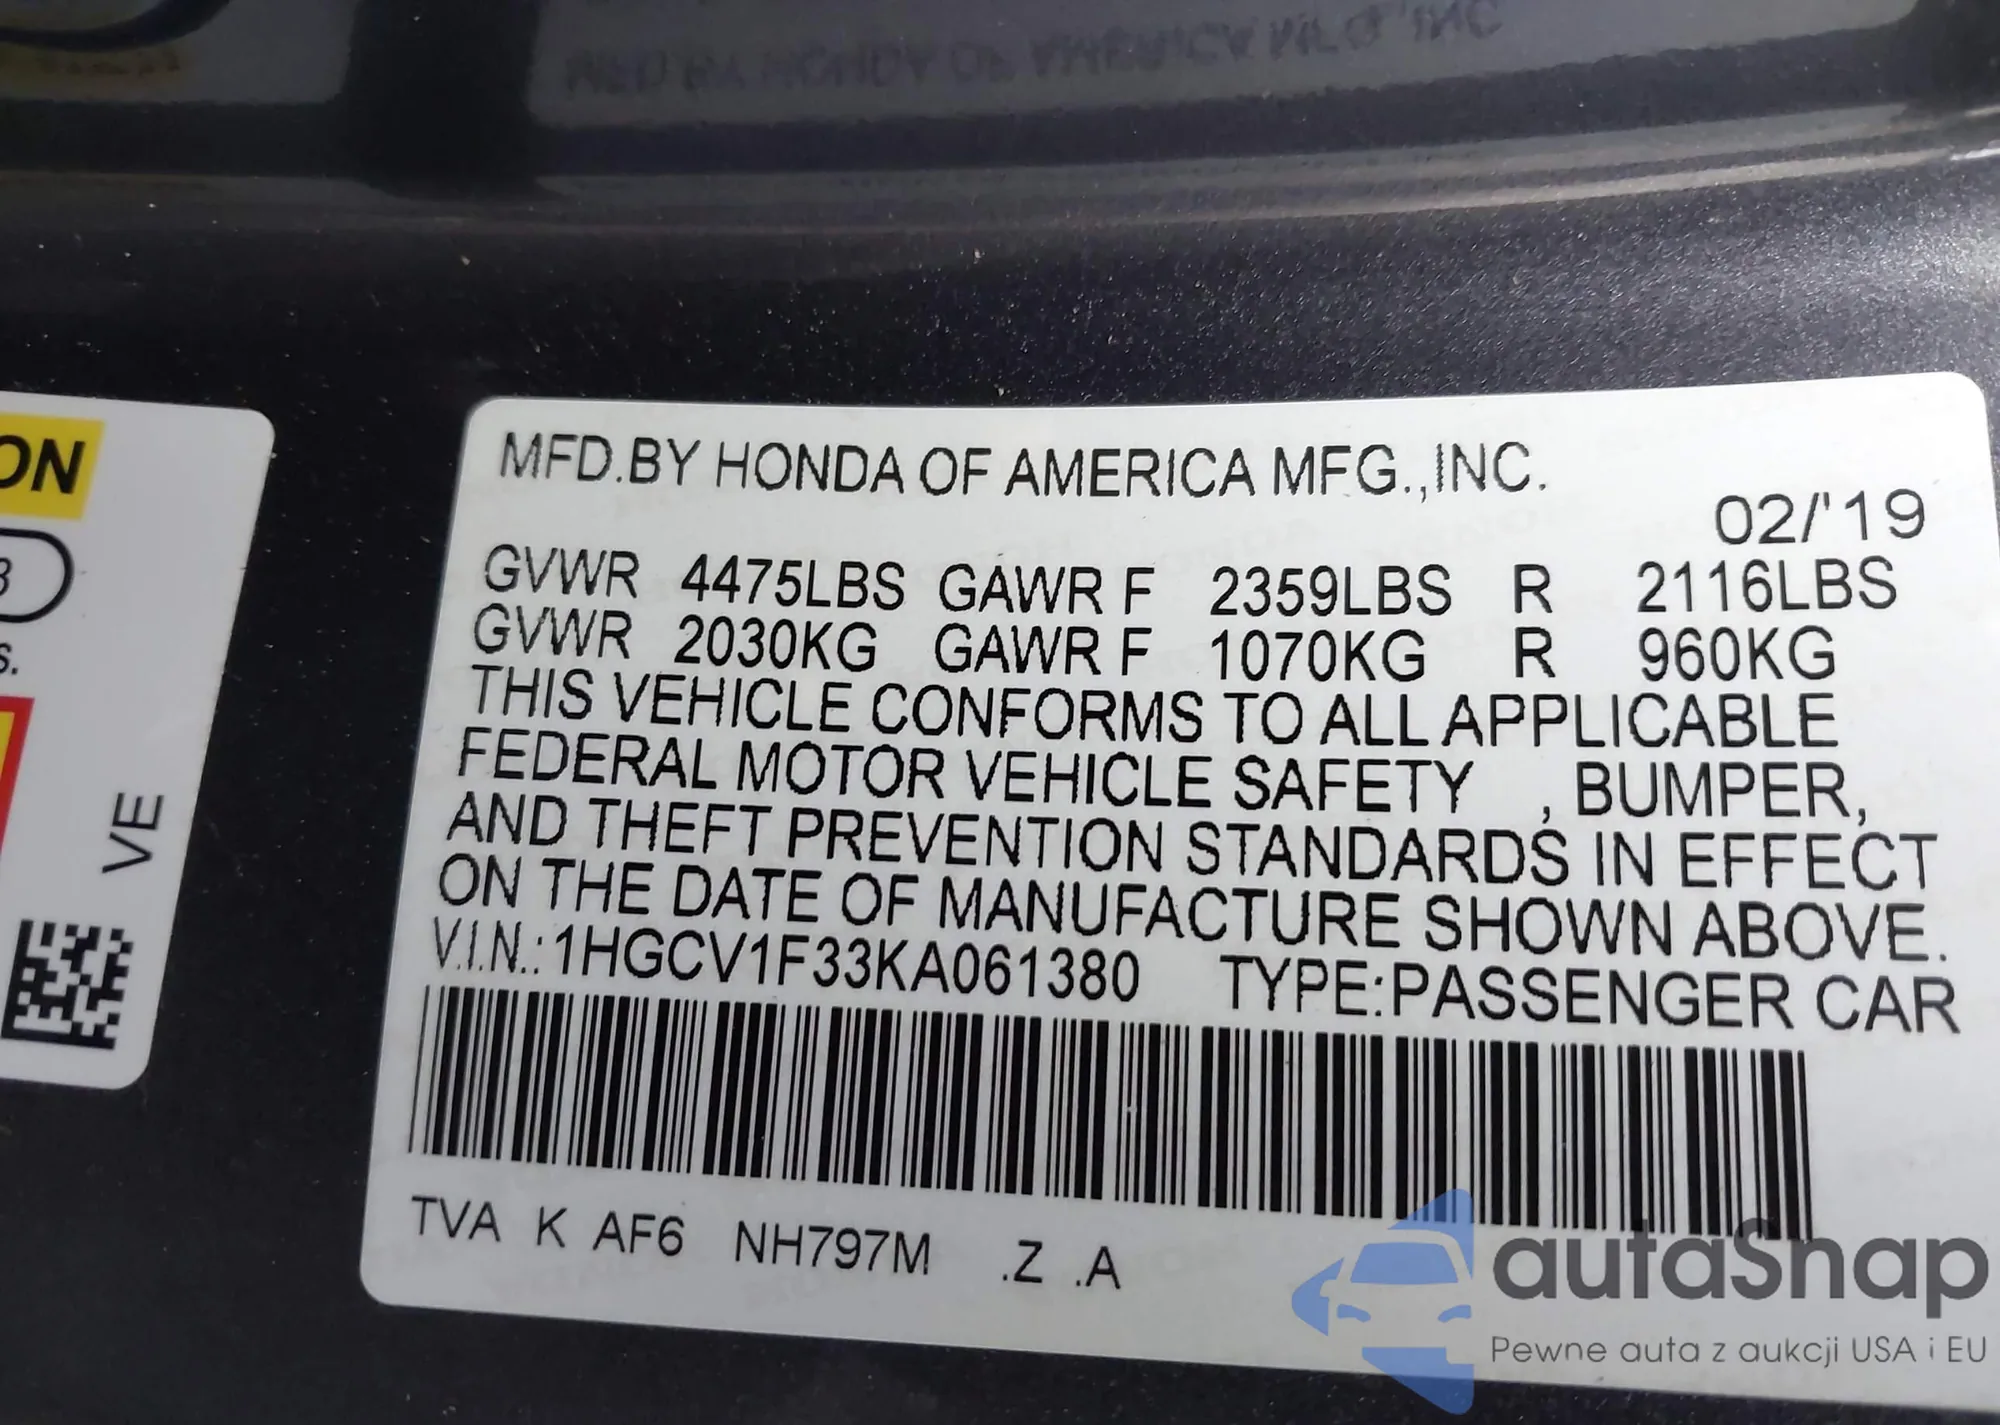 MFD.BY HONDA OF AMERICA MFG.,INC.
02/'19
GVWR 4475LBS GAWR F 2359LBS R 2116LBS
GVWR 2030KG GAWR F 1070KG R 960KG
THIS VEHICLE CONFORMS TO ALL APPLICABLE
FEDERAL MOTOR VEHICLE SAFETY , BUMPER,
AND THEFT PREVENTION STANDARDS IN EFFECT
ON THE DATE OF MANUFACTURE SHOWN ABOVE.
V.I.N.: 1HGCV1F33KA061380 TYPE:PASSENGER CAR
TVA K AF6 NH797M .Z .A
ON
S.
VE
autaSnap
Pewne auta z aukcji USA i EU